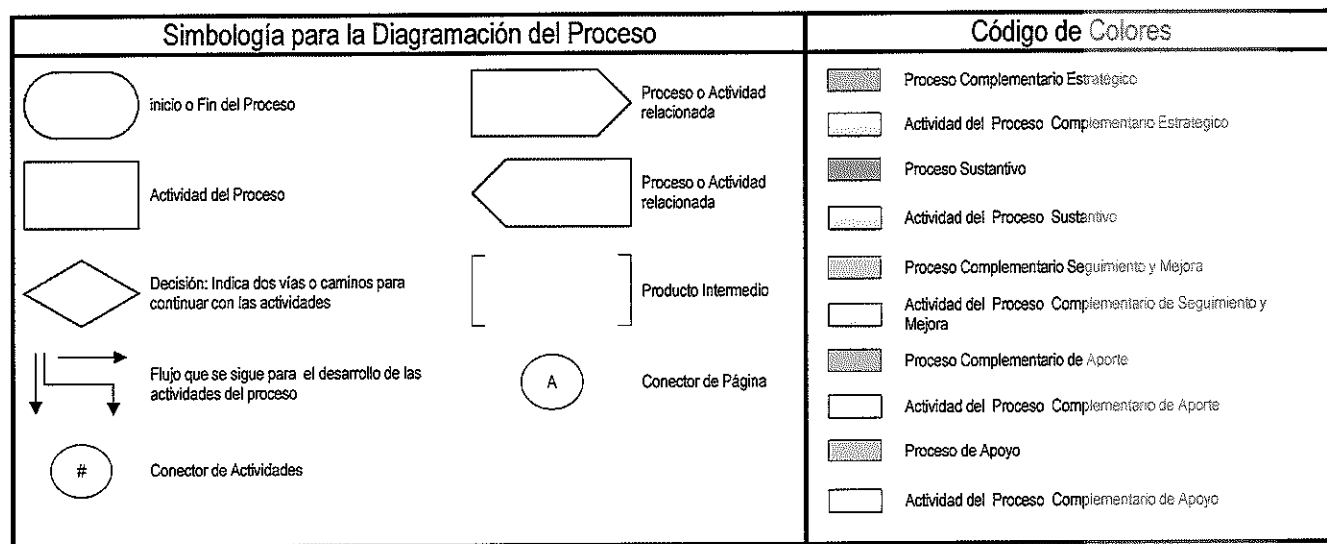 Simbología para la Diagramación del Proceso
inicio o Fin del Proceso
Proceso o Actividad
relacionada
Actividad del Proceso
Proceso o Actividad
relacionada
Decisión: Indica dos vías o caminos para
continuar con las actividades
Producto Intermedio
Flujo que se sigue para el desarrollo de las
actividades del proceso
A
Conector de Página
#
Conector de Actividades
Código de Colores
Proceso Complementario Estratégico
Actividad del Proceso Complementario Estrategico
Proceso Sustantivo
Actividad del Proceso Sustantivo
Proceso Complementario Seguimiento y Mejora
Actividad del Proceso Complementario de Seguimiento y
Mejora
Proceso Complementario de Aporte
Actividad del Proceso Complementario de Aporte
Proceso de Apoyo
Actividad del Proceso Complementario de Apoyo